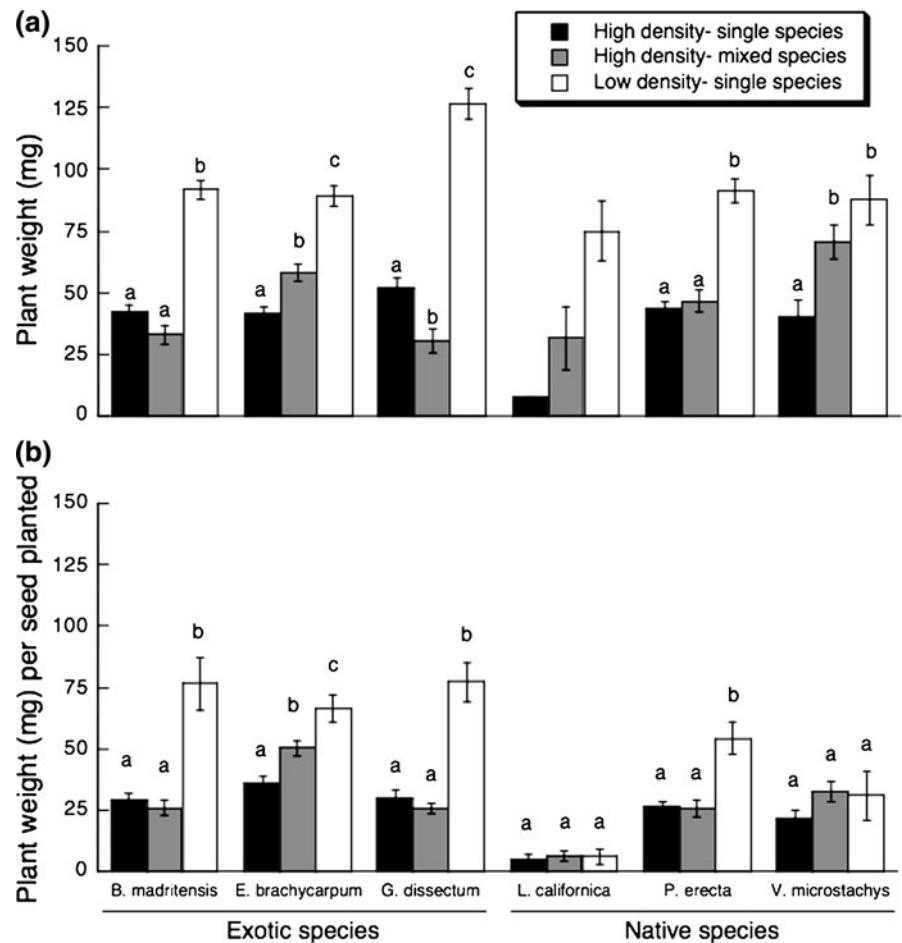 (a)
High density- single species
High density- mixed species
Low density- single species
Plant weight (mg)
150
125
100
75
50
25
0
a a b
a b c
a b c
a a b
a b b
(b)
Plant weight (mg) per seed planted
150
125
100
75
50
25
0
a a b
a b c
a a b
a a a
a a b
a a a
B. madritensis E. brachycarpum G. dissectum L. californica P. erecta V. microstachys
Exotic species Native species